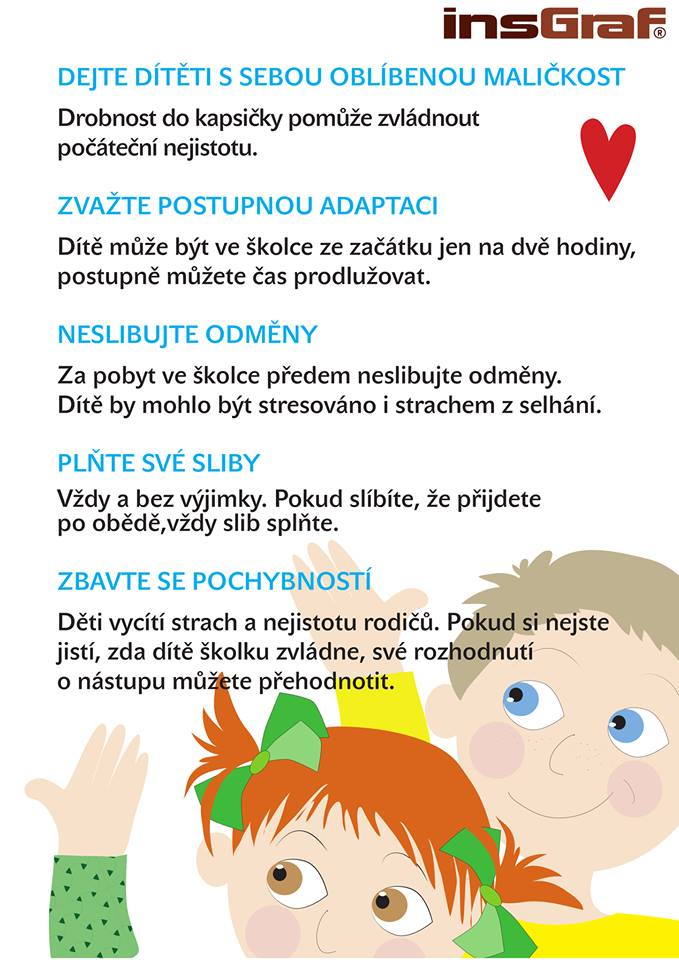 insGraf®
DEJTE DÍTĚTI S SEBOU OBLÍBENOU MALIČKOST
Drobnost do kapsičky pomůže zvládnout
počáteční nejistotu.
ZVAŽTE POSTUPNOU ADAPTACI
Dítě může být ve školce ze začátku jen na dvě hodiny,
postupně můžete čas prodlužovat.
NESLIBUJTE ODMĚNY
Za pobyt ve školce předem neslibujte odměny.
Dítě by mohlo být stresováno i strachem z selhání.
PLŇTE SVÉ SLIBY
Vždy a bez výjimky. Pokud slíbíte, že přijdete
po obědě,vždy slib splňte.
ZBAVTE SE POCHYBNOSTÍ
Děti vycítí strach a nejistotu rodičů. Pokud si nejste
jistí, zda dítě školku zvládne, své rozhodnutí
o nástupu můžete přehodnotit.